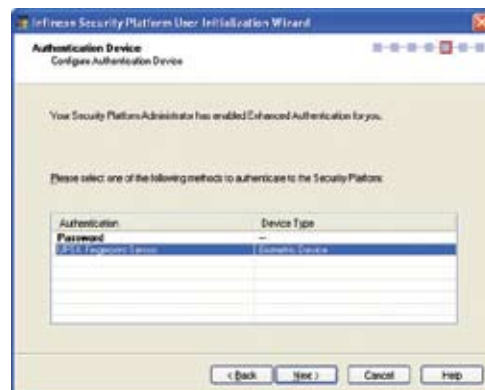 Infineon Security Platform User Initialization Wizard
Authentication Device
Configure Authentication Device
Your Security Platform Administrator has enabled Enhanced Authentication for you.
Please select one of the following methods to authenticate to the Security Platform:
Authentication Device Type
Password --
Fingerprint Sensor Biometric Device
< Back Next > Cancel Help